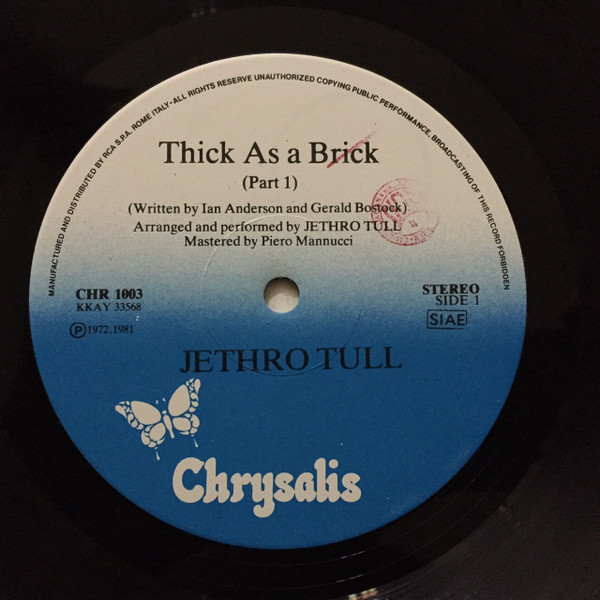 MANUFACTURED AND DISTRIBUTED BY RCA S.P.A. ROME ITALY-ALL RIGHTS RESERVE UNAUTHORIZED COPYING PUBLIC PERFORMANCE, BROADCASTING OF THIS RECORD FORBIDDEN
Thick As a Brick
(Part 1)
(Written by Ian Anderson and Gerald Bostock)
Arranged and performed by JETHRO TULL
Mastered by Piero Mannucci
CHR 1003
KKAY 33568
Ⓟ1972,1981
STEREO
SIDE 1
SIAE
JETHRO TULL
Chrysalis